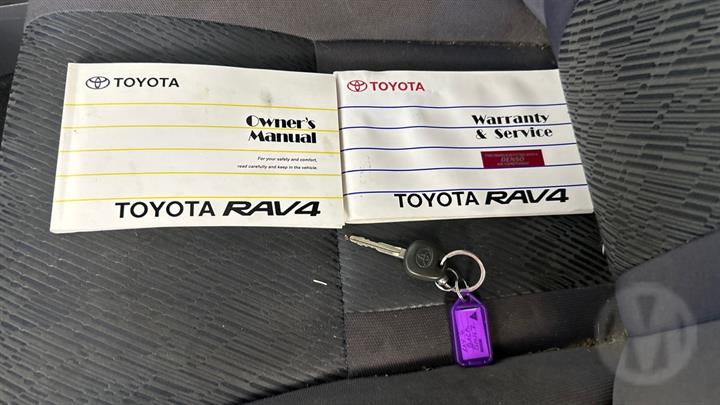 TOYOTA
Owner's
Manual
For your safety and comfort,
read carefully and keep in the vehicle.
TOYOTA RAV4
TOYOTA
Warranty
& Service
DENSO
TOYOTA RAV4